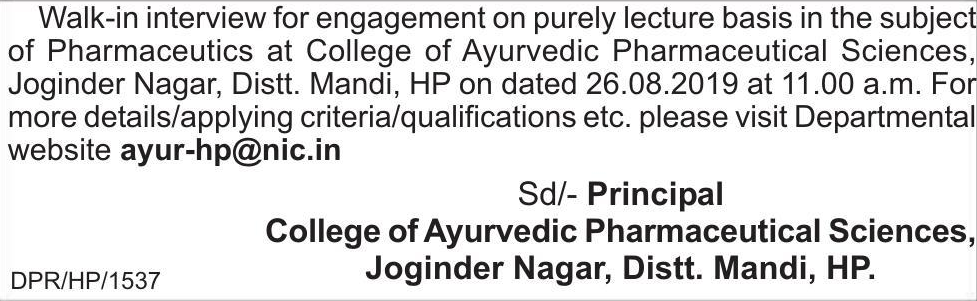 Walk-in interview for engagement on purely lecture basis in the subject
of Pharmaceutics at College of Ayurvedic Pharmaceutical Sciences,
Joginder Nagar, Distt. Mandi, HP on dated 26.08.2019 at 11.00 a.m. For
more details/applying criteria/qualifications etc. please visit Departmental
website ayur-hp@nic.in
Sd/- Principal
College of Ayurvedic Pharmaceutical Sciences,
Joginder Nagar, Distt. Mandi, HP.
DPR/HP/1537